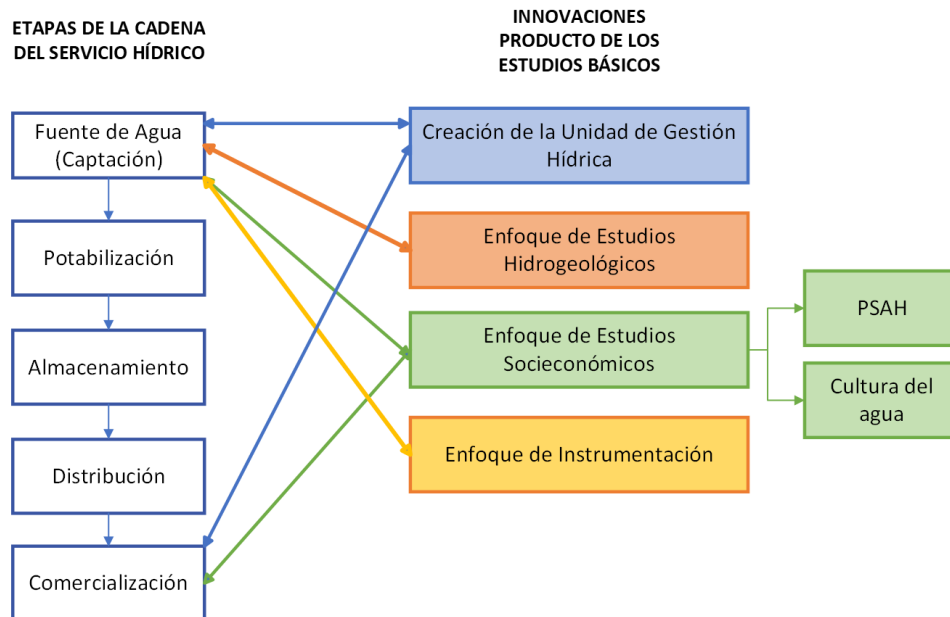 ETAPAS DE LA CADENA
DEL SERVICIO HÍDRICO
INNOVACIONES
PRODUCTO DE LOS
ESTUDIOS BÁSICOS
Fuente de Agua
(Captación)
Potabilización
Almacenamiento
Distribución
Comercialización
Creación de la Unidad de Gestión
Hídrica
Enfoque de Estudios
Hidrogeológicos
Enfoque de Estudios
Socieconómicos
Enfoque de Instrumentación
PSAH
Cultura del
agua